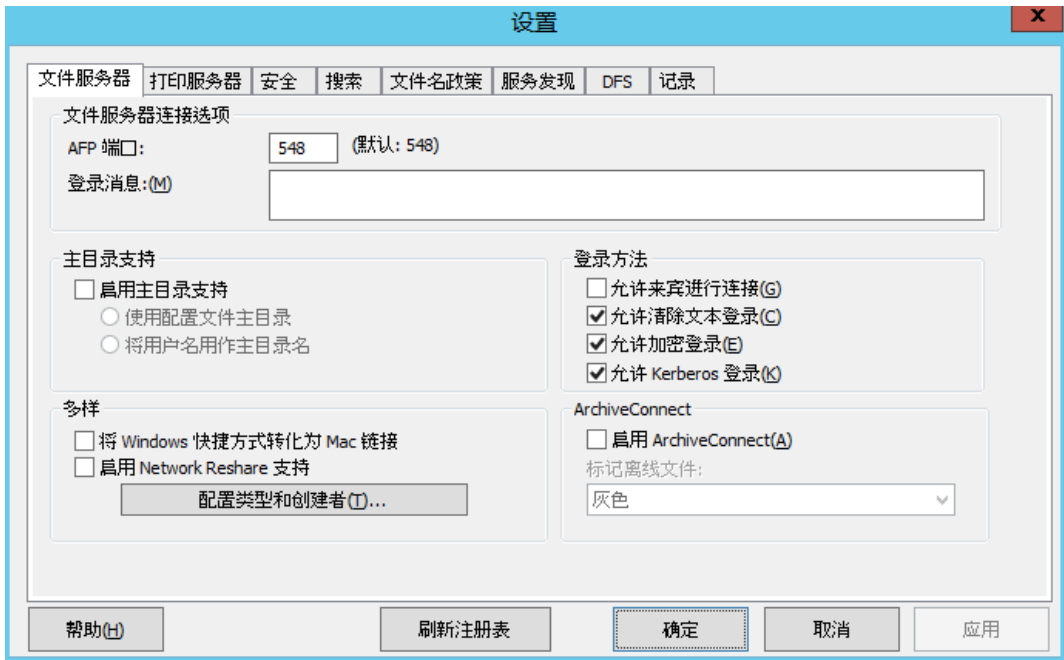 设置
x
文件服务器 打印服务器 安全 搜索 文件名政策 服务发现 DFS 记录
文件服务器连接选项
AFP 端口: 548 (默认: 548)
登录消息:(M)
主目录支持
启用主目录支持
使用配置文件主目录
将用户名用作主目录名
登录方法
允许来宾进行连接(G)
允许清除文本登录(C)
允许加密登录(E)
允许 Kerberos 登录(K)
多样
将 Windows 快捷方式转化为 Mac 链接
启用 Network Reshare 支持
配置类型和创建者(T)...
ArchiveConnect
启用 ArchiveConnect(A)
标记离线文件:
灰色
帮助(H) 刷新注册表 确定 取消 应用